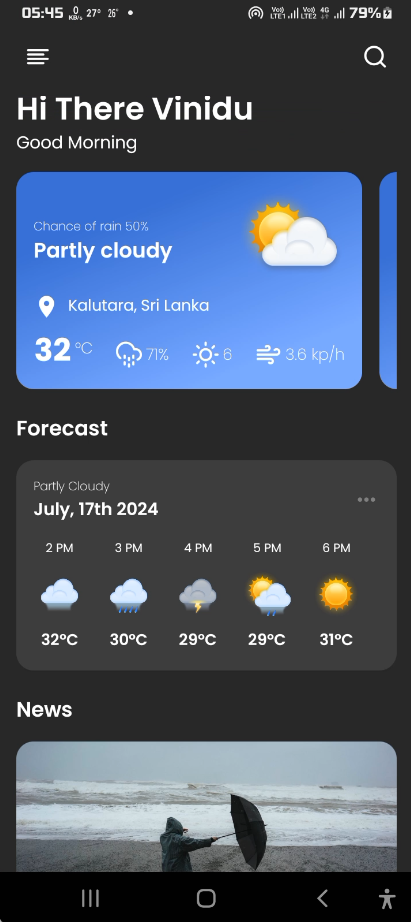 05:45 0 KB/s 27° 26° Vo)) LTE1 Vo)) LTE2 4G 79%
Hi There Vinidu
Good Morning
Chance of rain 50%
Partly cloudy
Kalutara, Sri Lanka
32 °C 71% 6 3.6 kp/h
Forecast
Partly Cloudy
July, 17th 2024
2 PM 3 PM 4 PM 5 PM 6 PM
32°C 30°C 29°C 29°C 31°C
News